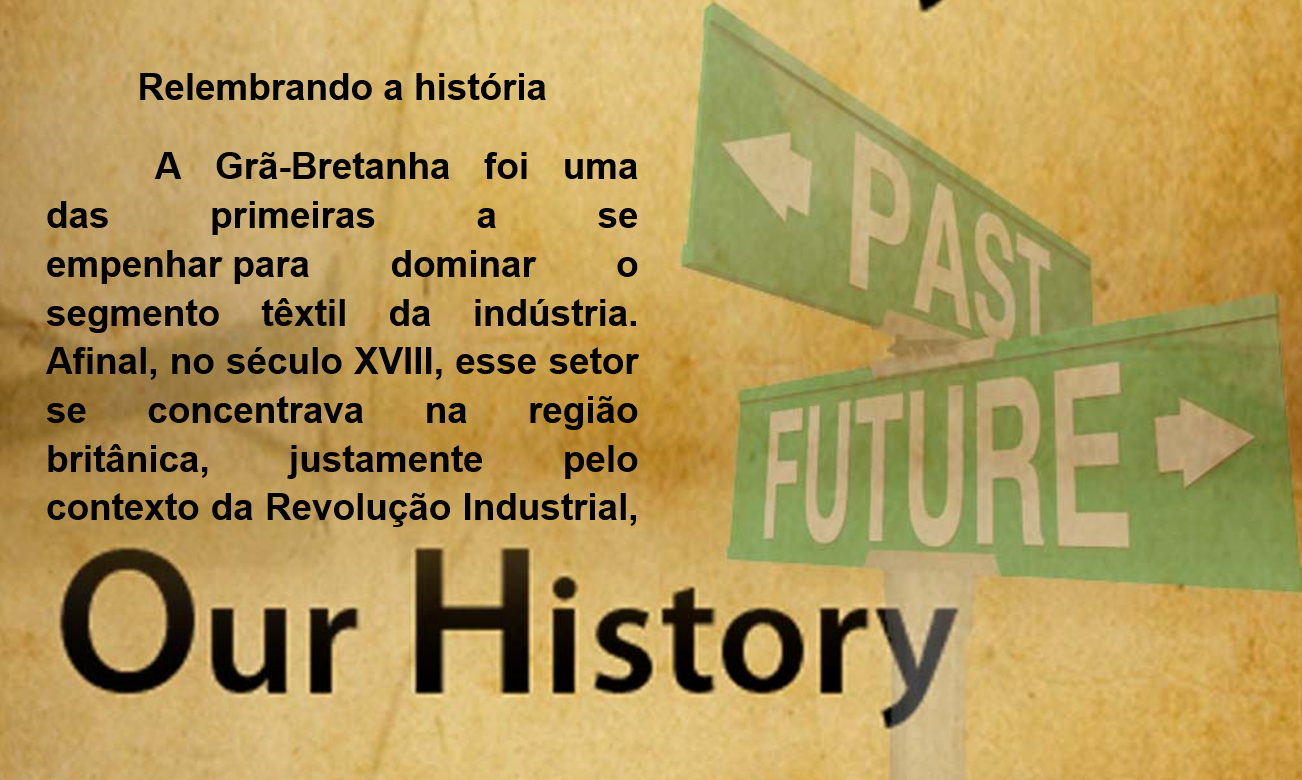 Relembrando a história
A Grã-Bretanha foi uma
das primeiras a se
empenhar para dominar o
segmento têxtil da indústria.
Afinal, no século XVIII, esse setor
se concentrava na região
britânica, justamente pelo
contexto da Revolução Industrial,
PAST
FUTURE
Our History